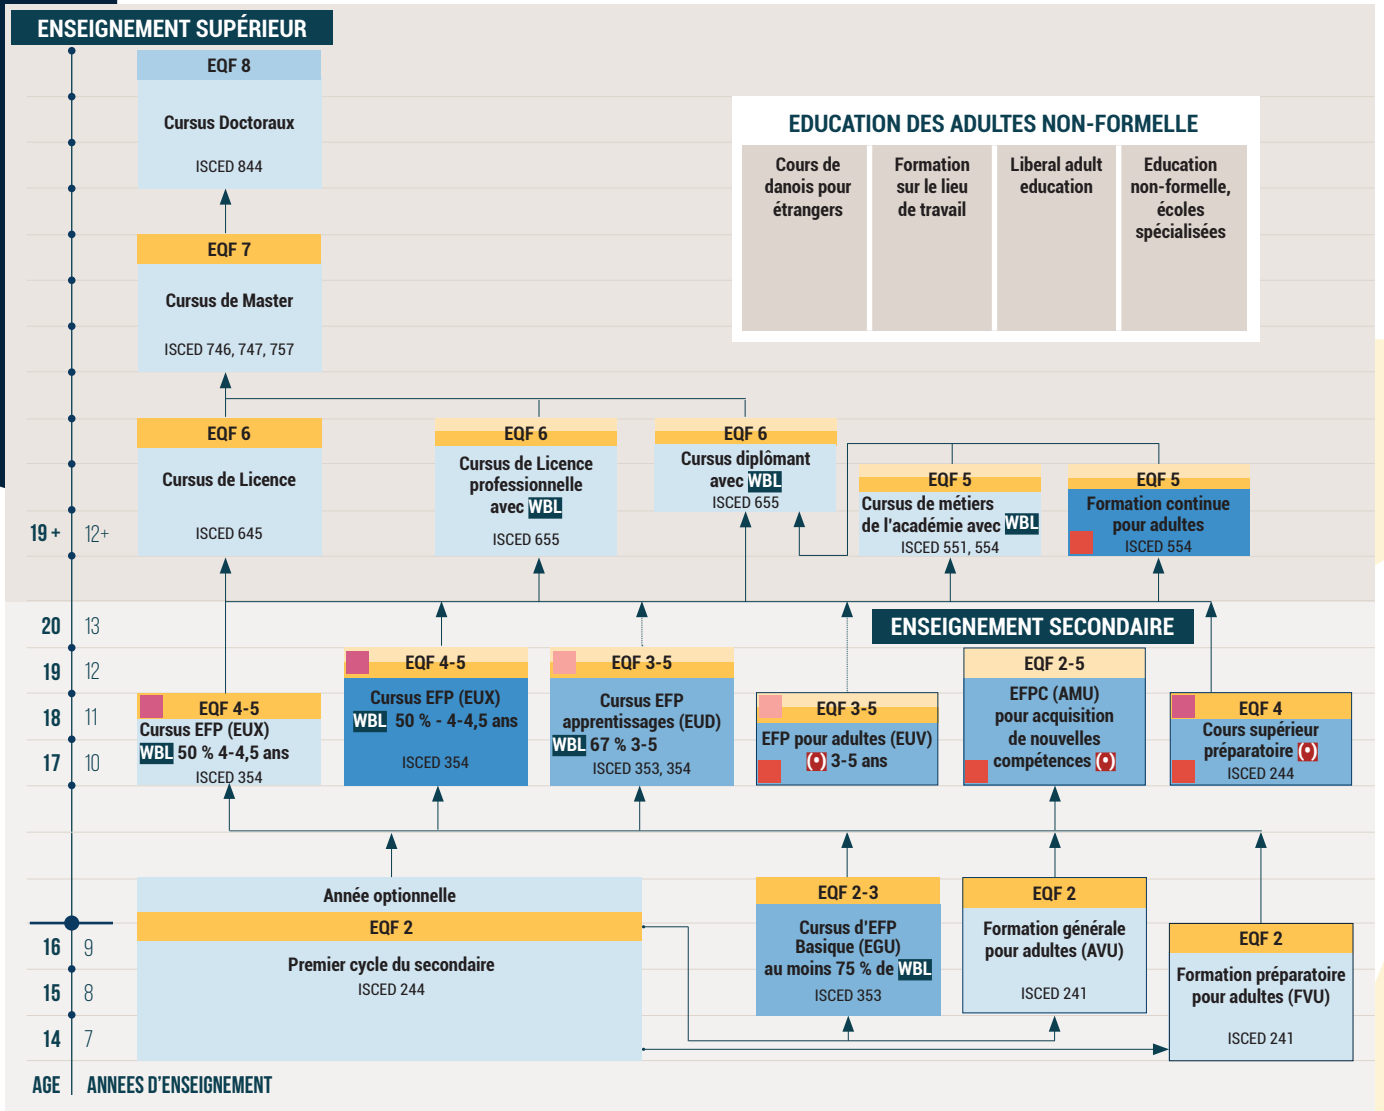 ENSEIGNEMENT SUPÉRIEUR
EQF 8
Cursus Doctoraux
ISCED 844
EDUCATION DES ADULTES NON-FORMELLE
Cours de
danois pour
étrangers
Formation
sur le lieu
de travail
Liberal adult
education
Education
non-formelle,
écoles
spécialisées
EQF 7
Cursus de Master
ISCED 746, 747, 757
EQF 6
Cursus de Licence
ISCED 645
EQF 6
Cursus de Licence
professionnelle
avec WBL
ISCED 655
EQF 6
Cursus diplômant
avec WBL
ISCED 655
EQF 5
Cursus de métiers
de l'académie avec WBL
ISCED 551, 554
EQF 5
Formation continue
pour adultes
ISCED 554
19 + 12+
ENSEIGNEMENT SECONDAIRE
20 13
19 12
18 11
17 10
EQF 4-5
Cursus EFP (EUX)
WBL 50 % 4-4,5 ans
ISCED 354
EQF 4-5
Cursus EFP (EUX)
WBL 50 % - 4-4,5 ans
ISCED 354
EQF 3-5
Cursus EFP
apprentissages (EUD)
WBL 67 % 3-5
ISCED 353, 354
EQF 3-5
EFP pour adultes (EUV)
(•) 3-5 ans
EQF 2-5
EFPC (AMU)
pour acquisition
de nouvelles
compétences (•)
EQF 4
Cours supérieur
préparatoire (•)
ISCED 244
Année optionnelle
EQF 2
Premier cycle du secondaire
ISCED 244
EQF 2-3
Cursus d'EFP
Basique (EGU)
au moins 75 % de WBL
ISCED 353
EQF 2
Formation générale
pour adultes (AVU)
ISCED 241
EQF 2
Formation préparatoire
pour adultes (FVU)
ISCED 241
16 9
15 8
14 7
AGE ANNEES D'ENSEIGNEMENT